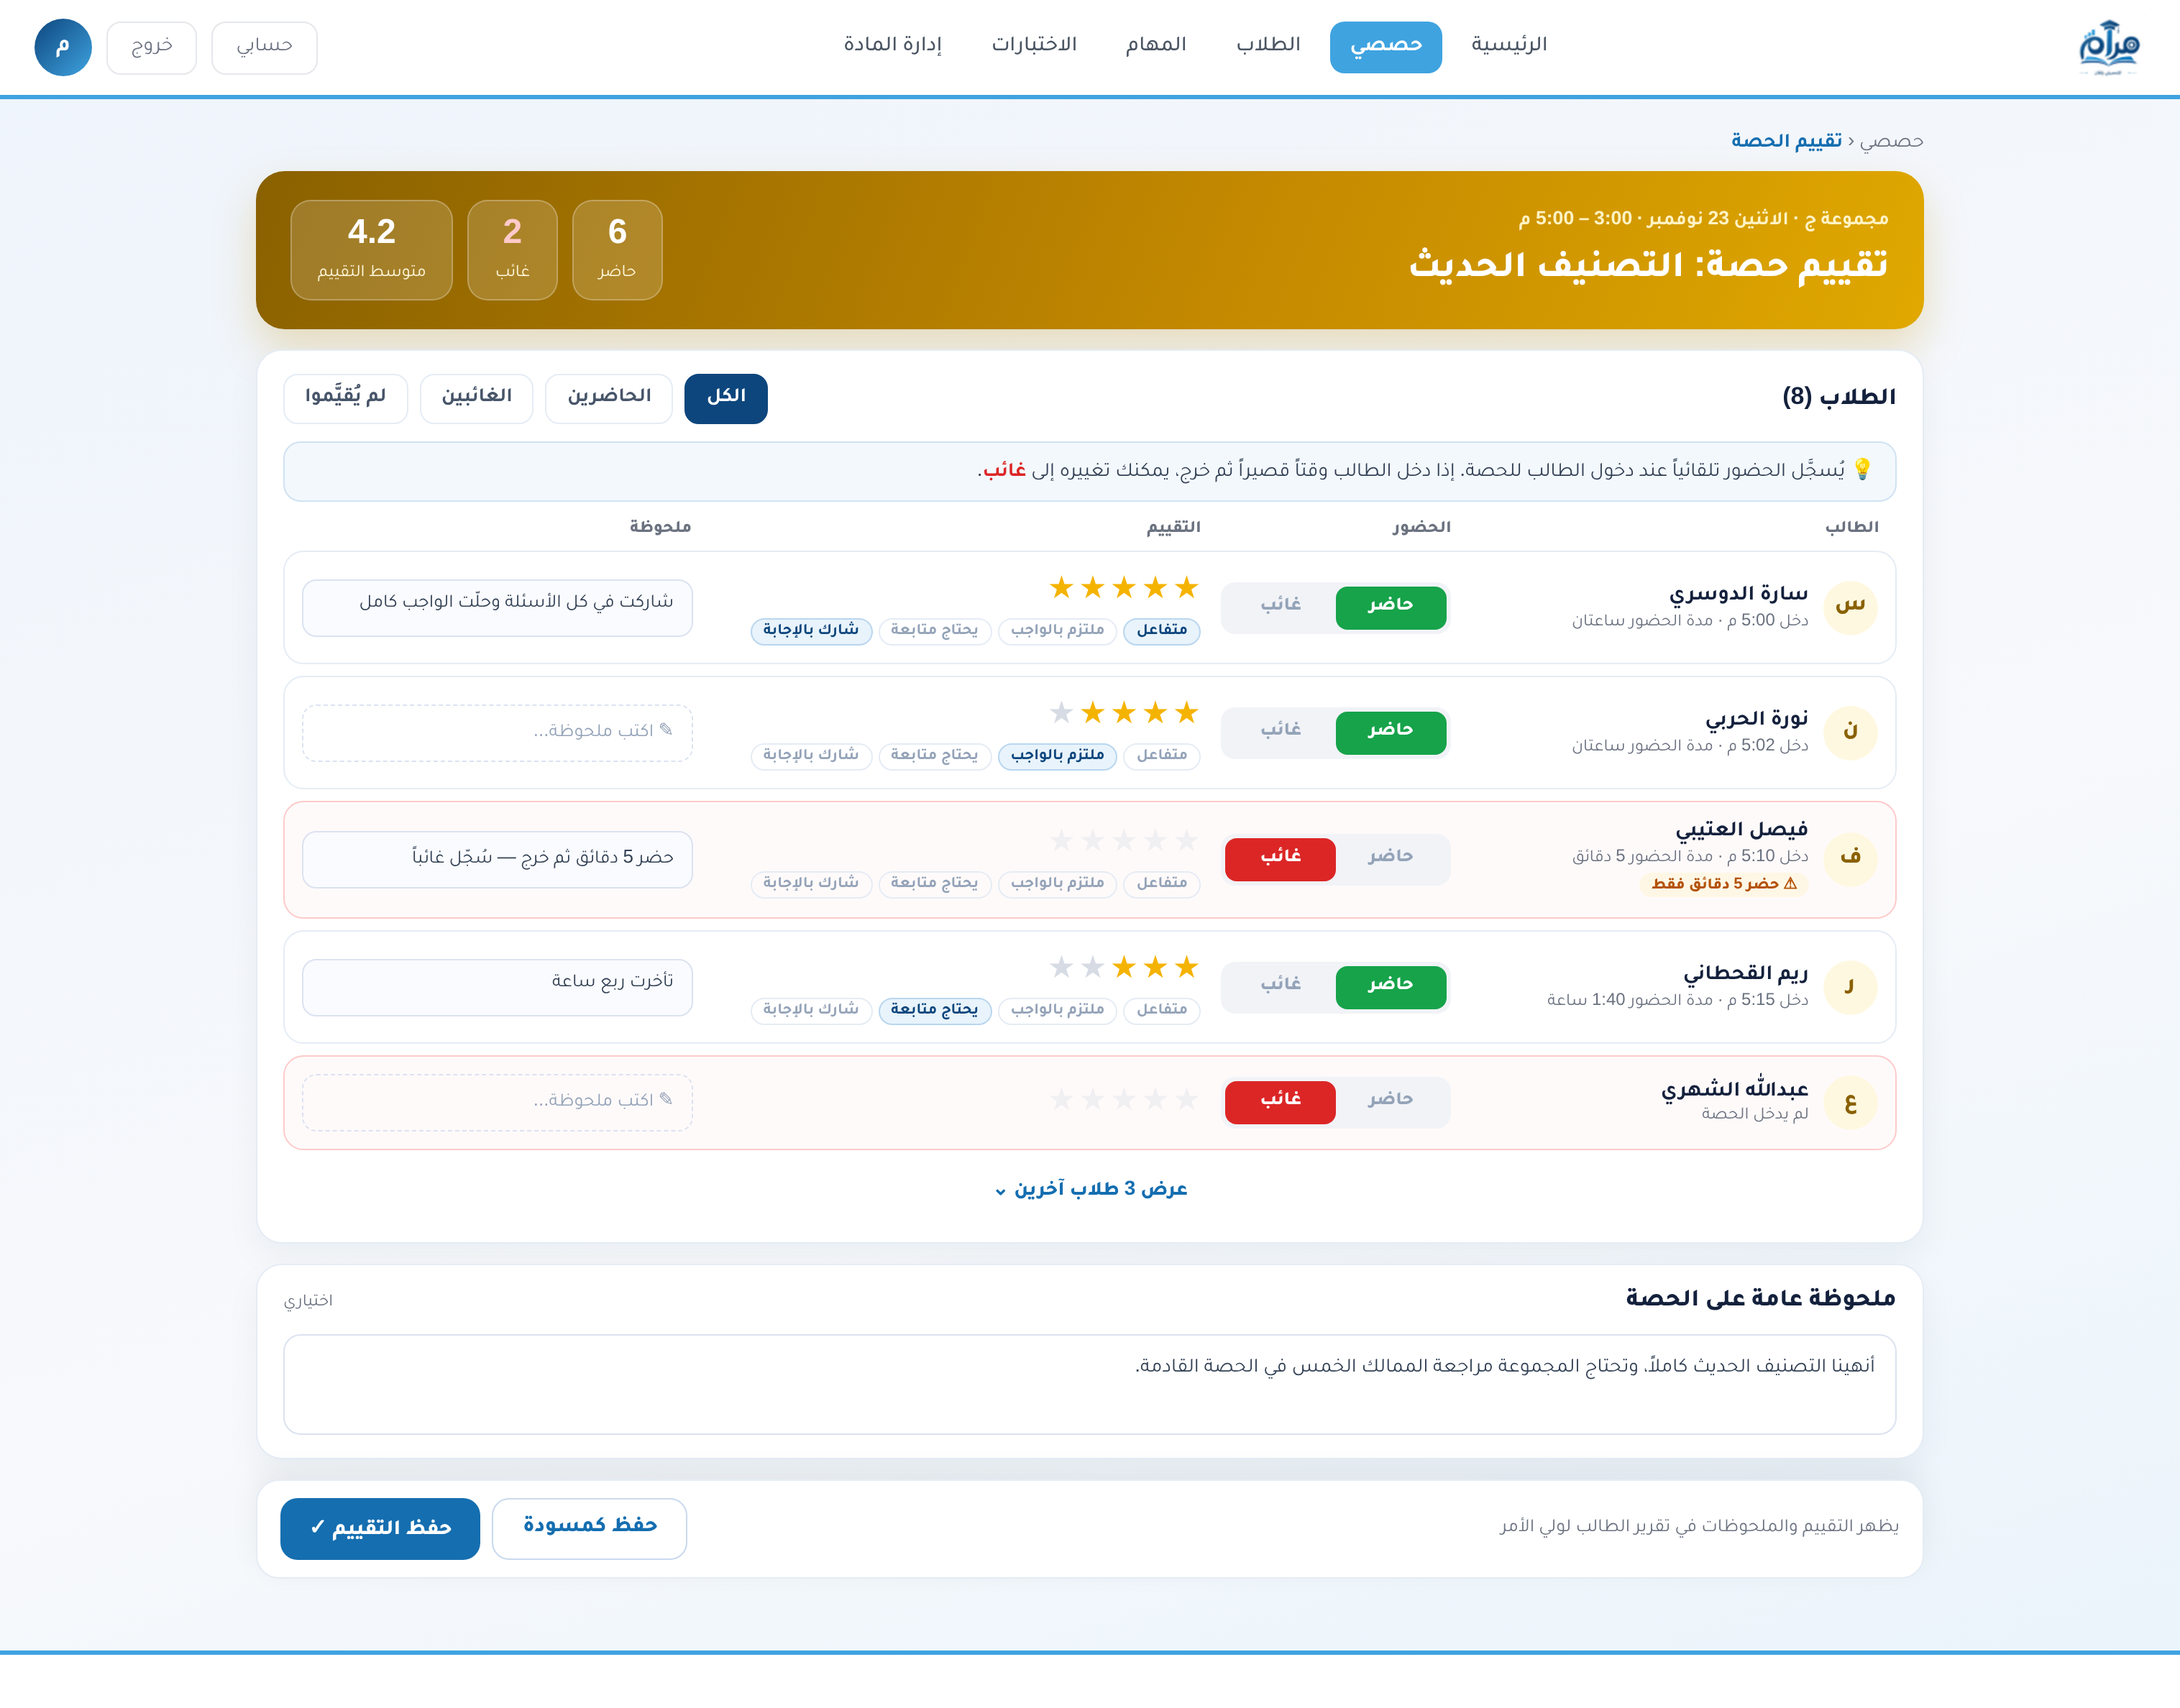 مرام
الرئيسية
حصصي
الطلاب
المهام
الاختبارات
إدارة المادة
حسابي
خروج
م
حصصي › تقييم الحصة
مجموعة ج · الاثنين 23 نوفمبر · 3:00 – 5:00 م
تقييم حصة: التصنيف الحديث
6
حاضر
2
غائب
4.2
متوسط التقييم
الطلاب (8)
الكل
الحاضرين
الغائبين
لم يُقيَّموا
💡 يُسجَّل الحضور تلقائياً عند دخول الطالب للحصة. إذا دخل الطالب وقتاً قصيراً ثم خرج، يمكنك تغييره إلى غائب.
الطالب
الحضور
التقييم
ملحوظة
س
سارة الدوسري
دخل 5:00 م · مدة الحضور ساعتان
حاضر
غائب
★★★★★
متفاعل
ملتزم بالواجب
يحتاج متابعة
شارك بالإجابة
شاركت في كل الأسئلة وحلّت الواجب كامل
ن
نورة الحربي
دخل 5:02 م · مدة الحضور ساعتان
حاضر
غائب
★★★★★
متفاعل
ملتزم بالواجب
يحتاج متابعة
شارك بالإجابة
✎ اكتب ملحوظة...
ف
فيصل العتيبي
دخل 5:10 م · مدة الحضور 5 دقائق
⚠ حضر 5 دقائق فقط
حاضر
غائب
★★★★★
متفاعل
ملتزم بالواجب
يحتاج متابعة
شارك بالإجابة
حضر 5 دقائق ثم خرج — سُجّل غائباً
ر
ريم القحطاني
دخل 5:15 م · مدة الحضور 1:40 ساعة
حاضر
غائب
★★★★★
متفاعل
ملتزم بالواجب
يحتاج متابعة
شارك بالإجابة
تأخرت ربع ساعة
ع
عبدالله الشهري
لم يدخل الحصة
حاضر
غائب
★★★★★
✎ اكتب ملحوظة...
عرض 3 طلاب آخرين ⌄
ملحوظة عامة على الحصة
اختياري
أنهينا التصنيف الحديث كاملاً، وتحتاج المجموعة مراجعة الممالك الخمس في الحصة القادمة.
يظهر التقييم والملحوظات في تقرير الطالب لولي الأمر
حفظ كمسودة
حفظ التقييم ✓